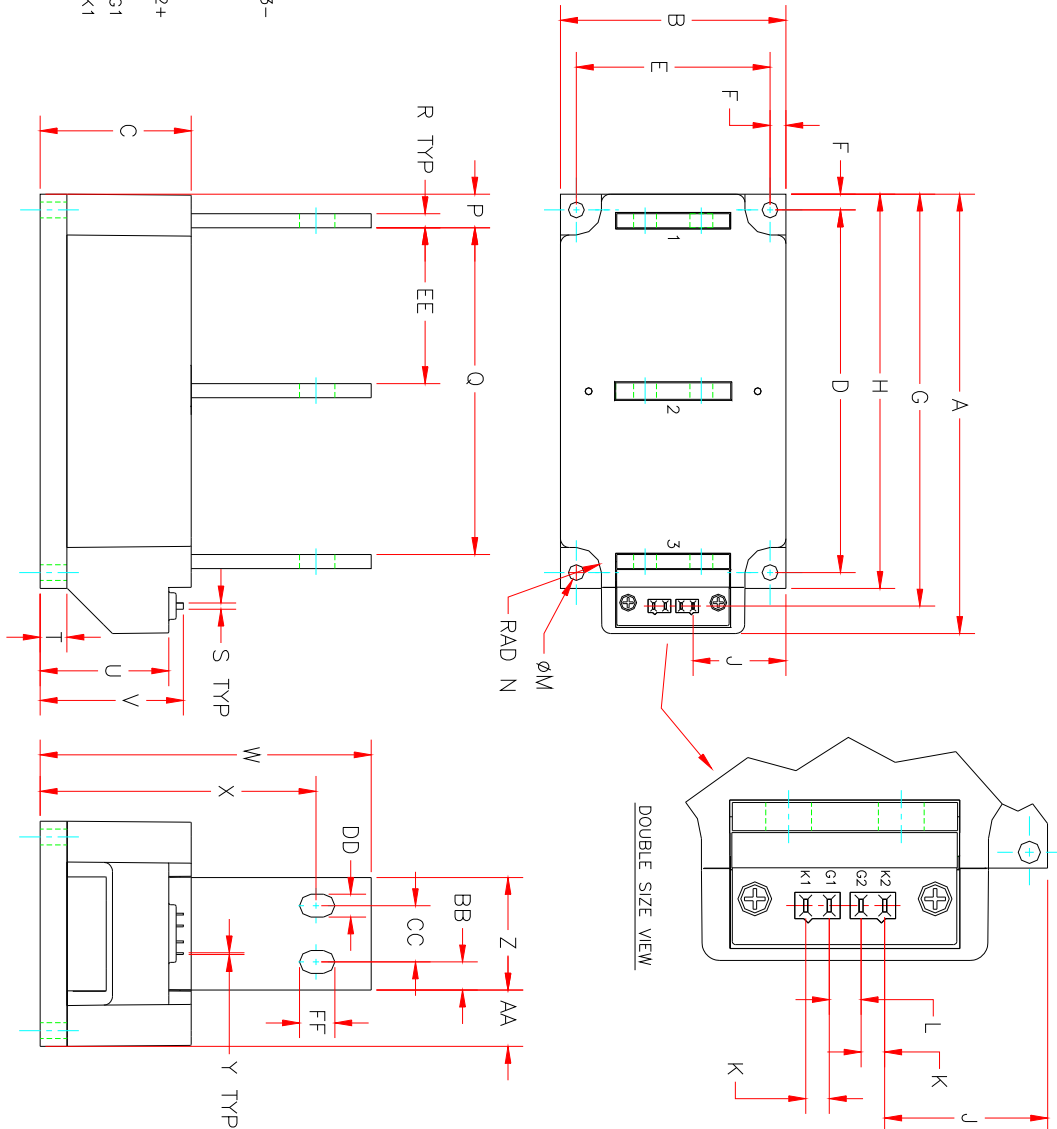 3-
2+
G1
K1
B
E
F
F
A
G
H
D
1
2
3
J
RAD N
ØM
DOUBLE SIZE VIEW
K1
G1
G2
K2
L
K
K
J
C
R TYP
P
EE
Q
T
U
V
S TYP
W
X
DD
BB
CC
Z
AA
FF
Y TYP